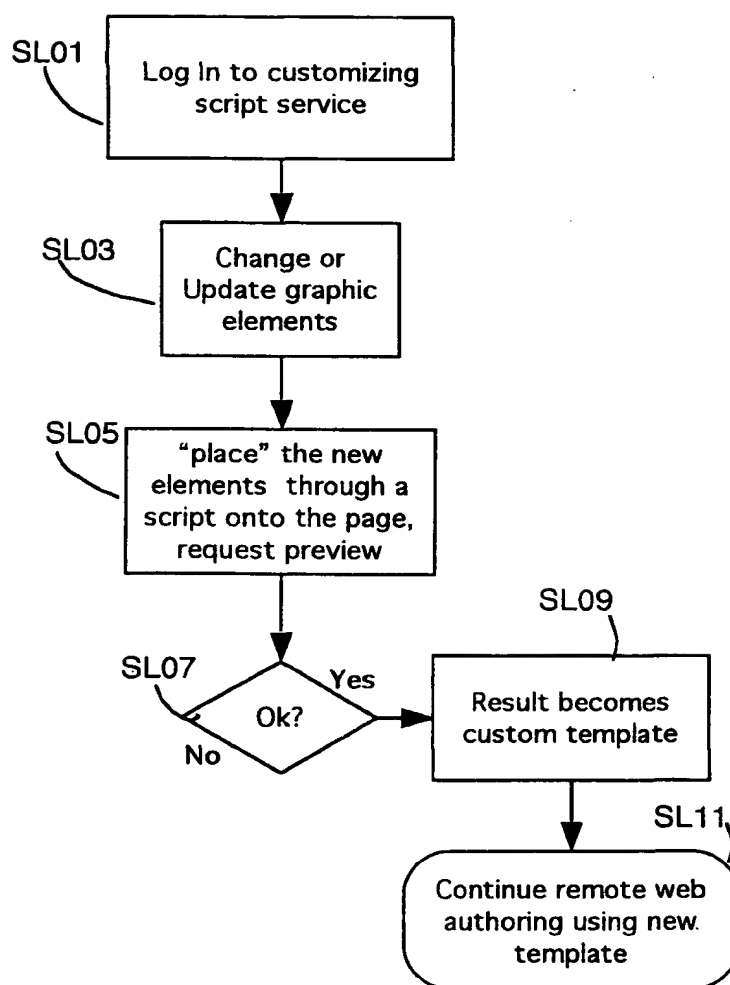 SL01
Log In to customizing
script service
SL03
Change or
Update graphic
elements
SL05
“place” the new
elements through a
script onto the page,
request preview
SL07
Ok?
Yes
No
SL09
Result becomes
custom template
SL11
Continue remote web
authoring using new.
template